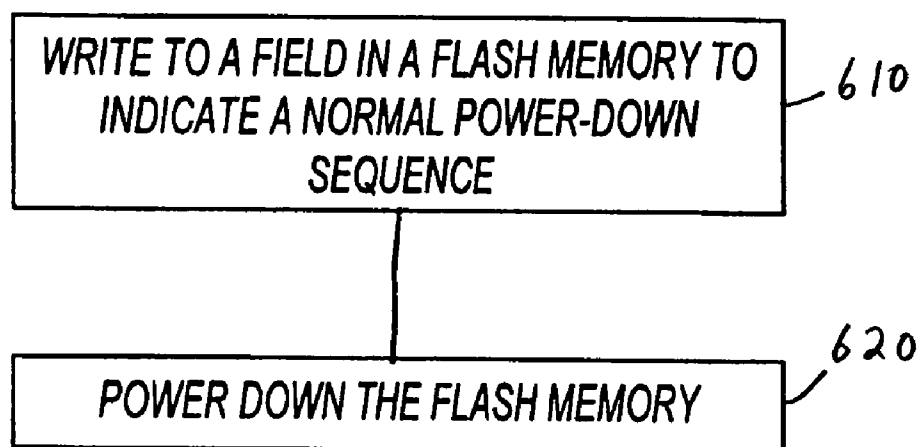 WRITE TO A FIELD IN A FLASH MEMORY TO
INDICATE A NORMAL POWER-DOWN
SEQUENCE
610
POWER DOWN THE FLASH MEMORY
620